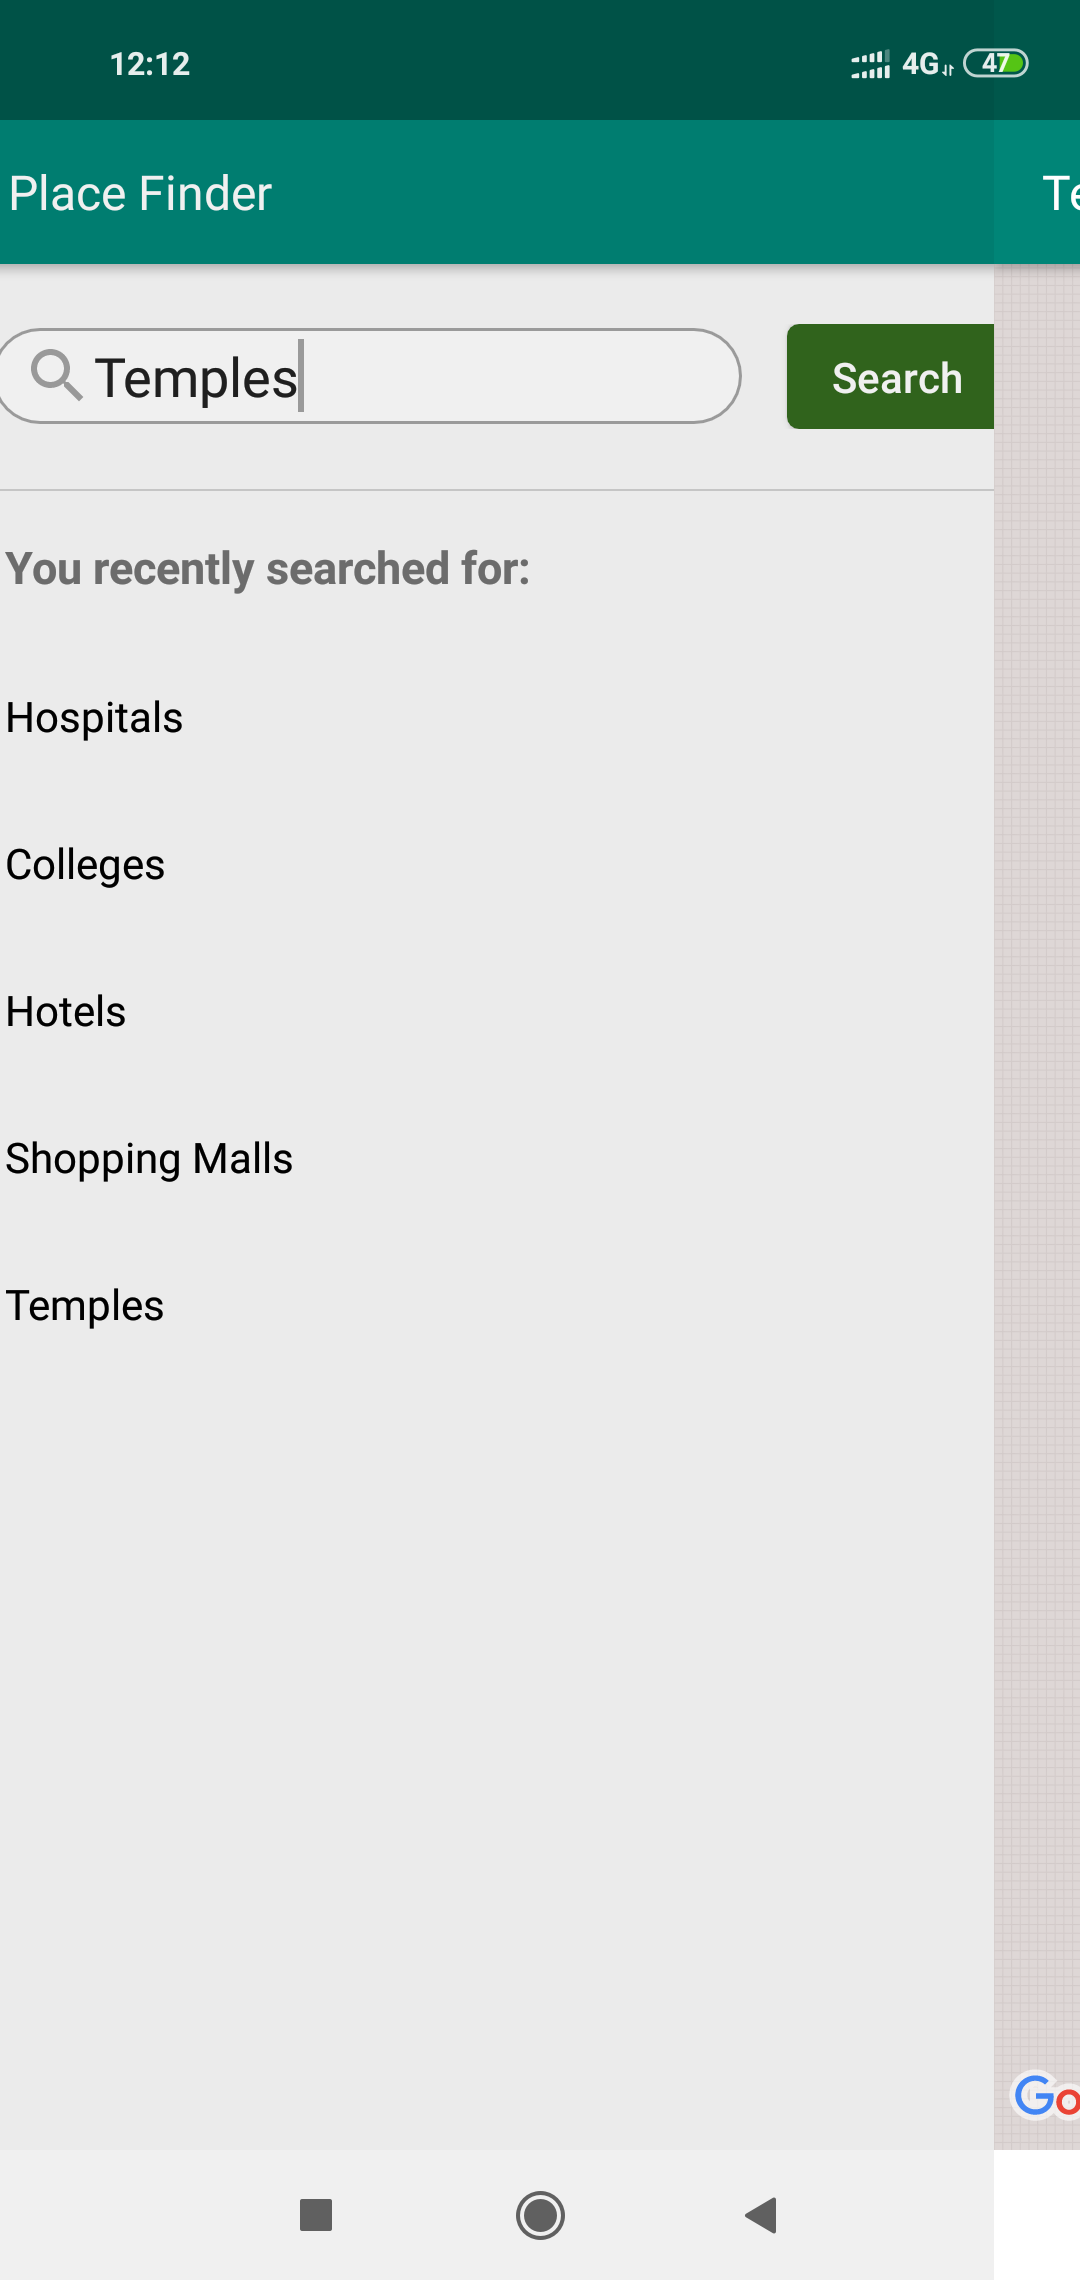 12:12 4G 47
Place Finder
Te
Temples
Search
You recently searched for:
Hospitals
Colleges
Hotels
Shopping Malls
Temples
Go